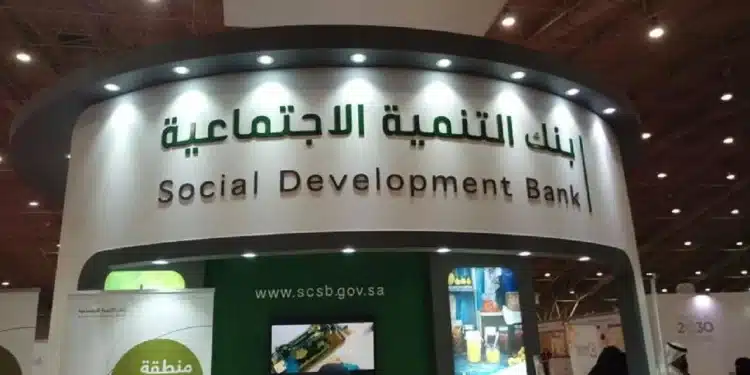 بنك التنمية الاجتماعية
Social Development Bank
www.scsb.gov.sa
منطقة
2030